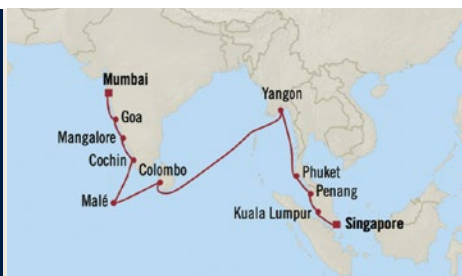 Mumbai
Goa
Mangalore
Cochin
Colombo
Malé
Yangon
Phuket
Penang
Kuala Lumpur
Singapore